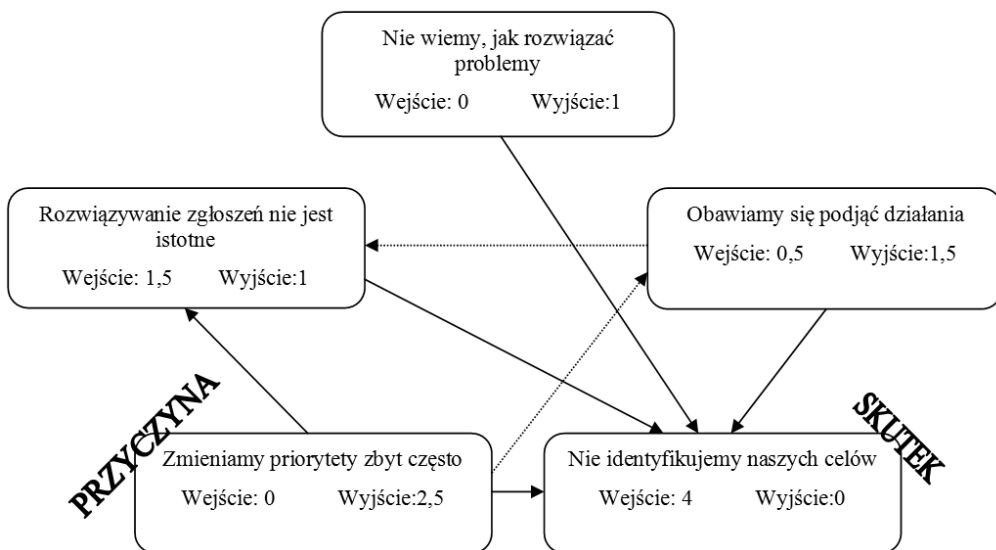 Nie wiemy, jak rozwiązać
problemy
Wejście: 0 Wyjście:1
Rozwiązywanie zgłoszeń nie jest
istotne
Wejście: 1,5 Wyjście:1
Obawiamy się podjąć działania
Wejście: 0,5 Wyjście:1,5
PRZYCZYNA
SKUTEK
Zmieniamy priorytety zbyt często
Wejście: 0 Wyjście:2,5
Nie identyfikujemy naszych celów
Wejście: 4 Wyjście:0